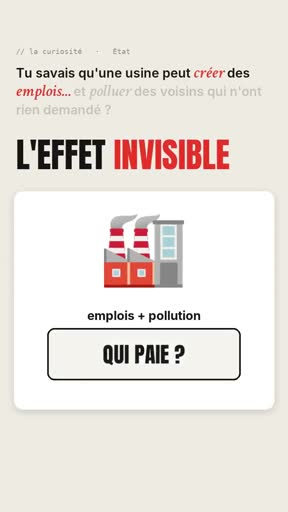 // la curiosité · État
Tu savais qu'une usine peut créer des
emplois... et polluer des voisins qui n'ont
rien demandé ?
L'EFFET INVISIBLE
emplois + pollution
QUI PAIE ?